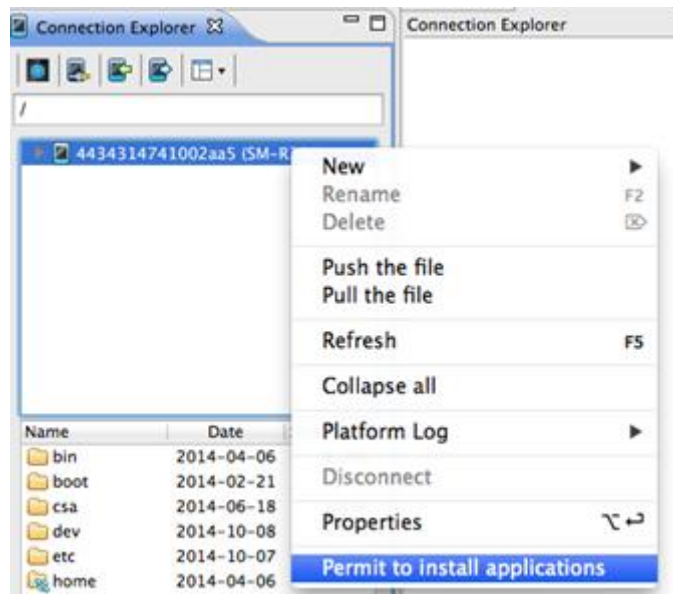 Connection Explorer
/
4434314741002aa5 (SM-R
Connection Explorer
New
Rename F2
Delete
Push the file
Pull the file
Refresh F5
Collapse all
Platform Log
Disconnect
Properties
Permit to install applications
Name Date
bin 2014-04-06
boot 2014-02-21
csa 2014-06-18
dev 2014-10-08
etc 2014-10-07
home 2014-04-06